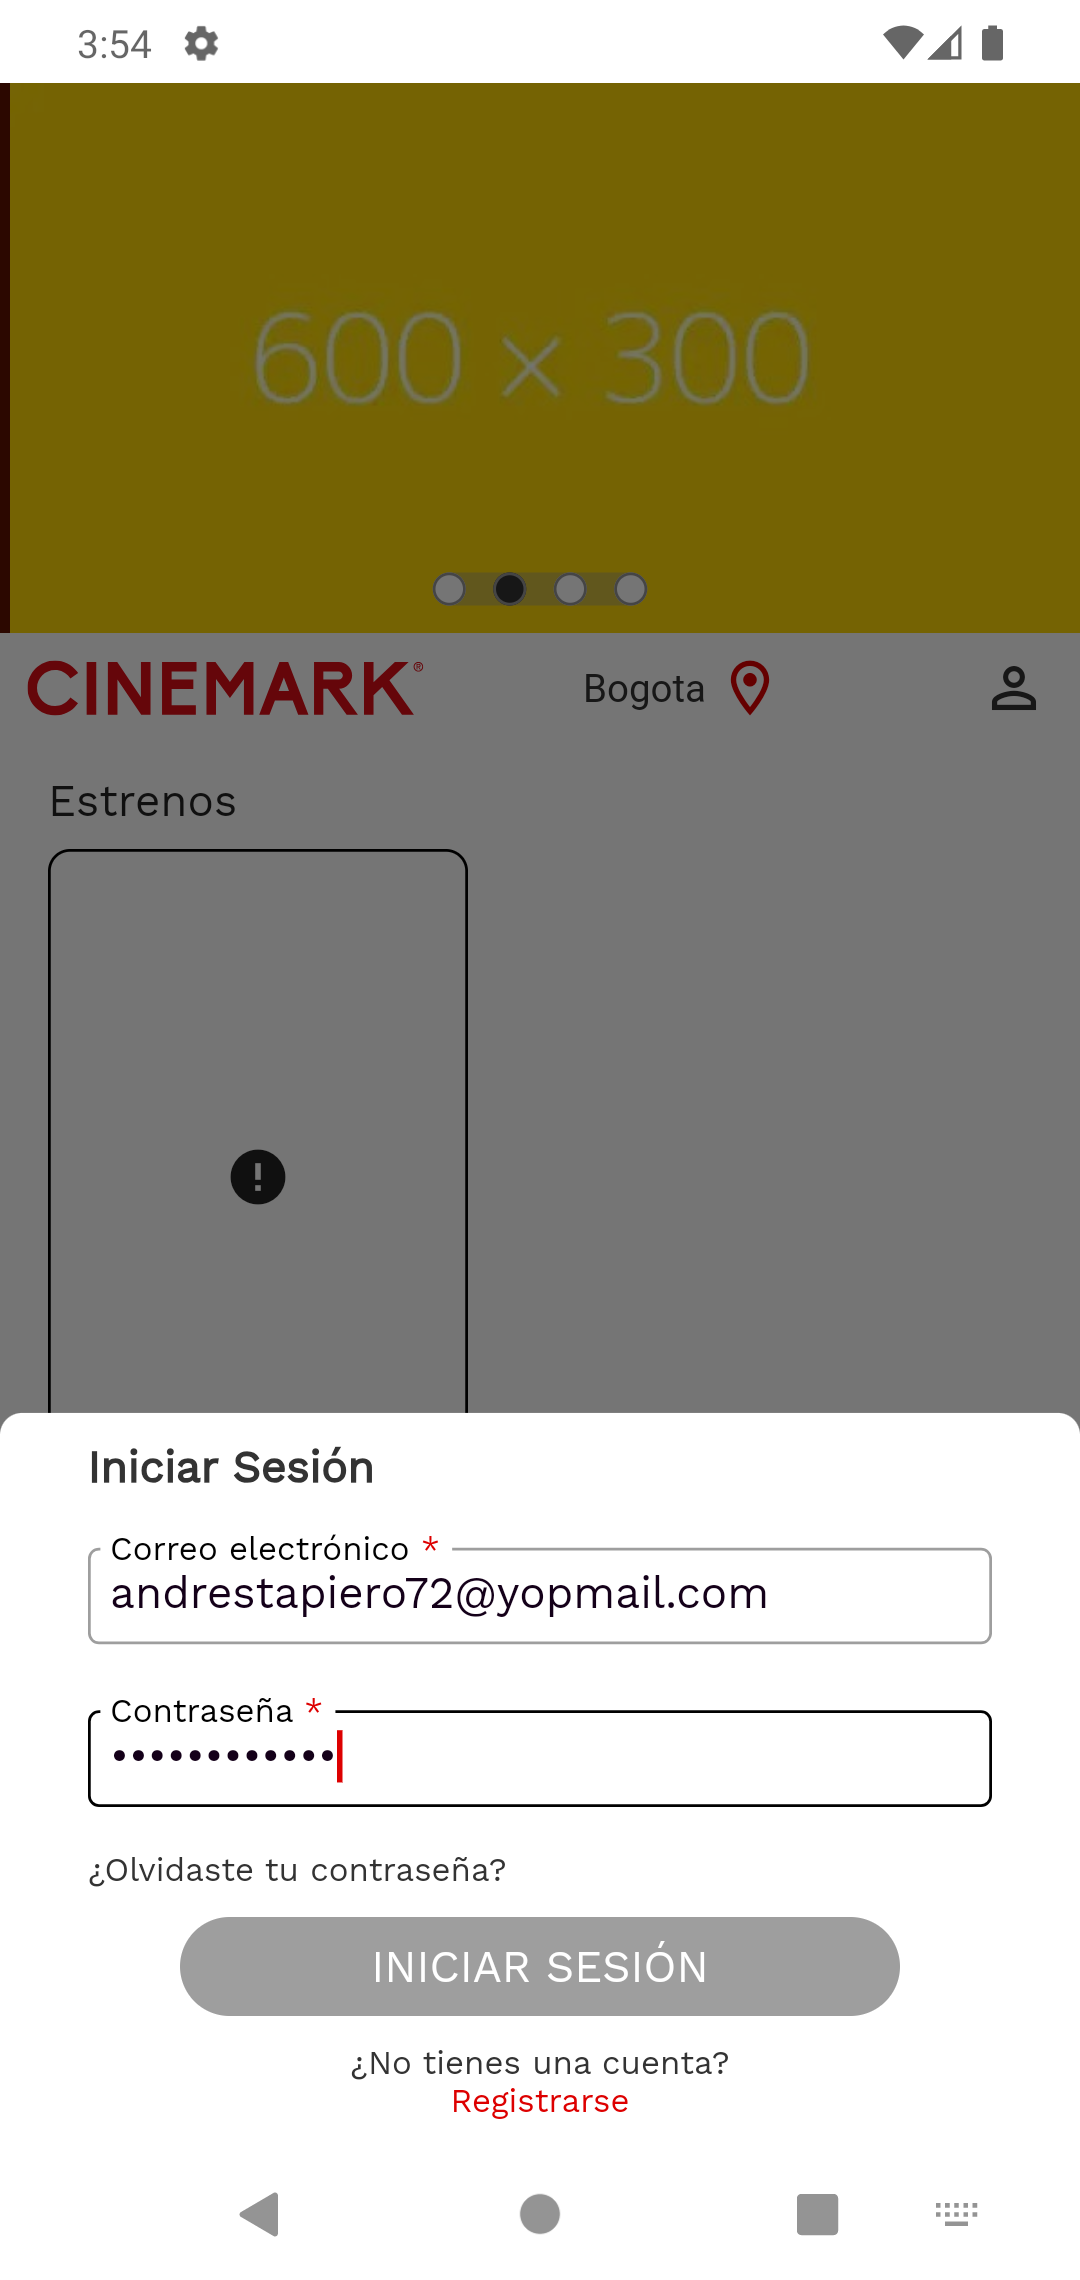 3:54
600 × 300
CINEMARK®
Bogota
Estrenos
Iniciar Sesión
Correo electrónico *
andrestapiero72@yopmail.com
Contraseña *
••••••••••••
¿Olvidaste tu contraseña?
INICIAR SESIÓN
¿No tienes una cuenta?
Registrarse